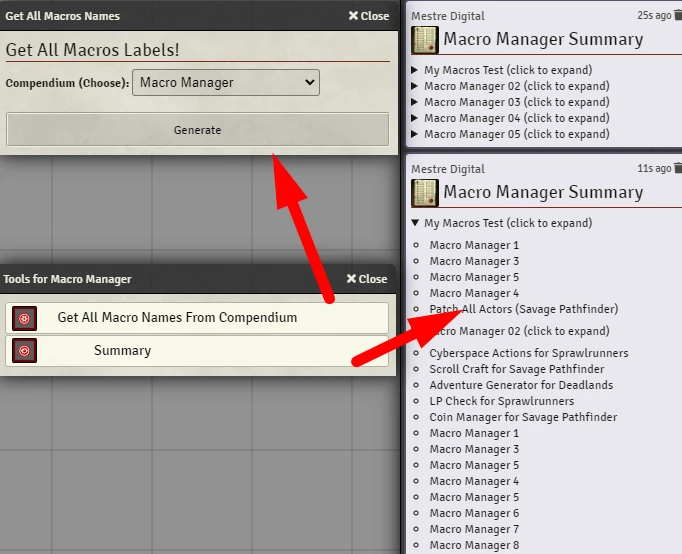 Get All Macros Names
Close
Get All Macros Labels!
Compendium (Choose): Macro Manager
Generate
Tools for Macro Manager
Close
Get All Macro Names From Compendium
Summary
Mestre Digital
25s ago
Macro Manager Summary
My Macros Test (click to expand)
Macro Manager 02 (click to expand)
Macro Manager 03 (click to expand)
Macro Manager 04 (click to expand)
Macro Manager 05 (click to expand)
Mestre Digital
11s ago
Macro Manager Summary
My Macros Test (click to expand)
Macro Manager 1
Macro Manager 3
Macro Manager 5
Macro Manager 4
Patch All Actors (Savage Pathfinder)
Macro Manager 02 (click to expand)
Cyberspace Actions for Sprawlrunners
Scroll Craft for Savage Pathfinder
Adventure Generator for Deadlands
LP Check for Sprawlrunners
Coin Manager for Savage Pathfinder
Macro Manager 1
Macro Manager 3
Macro Manager 5
Macro Manager 4
Macro Manager 5
Macro Manager 6
Macro Manager 7
Macro Manager 8